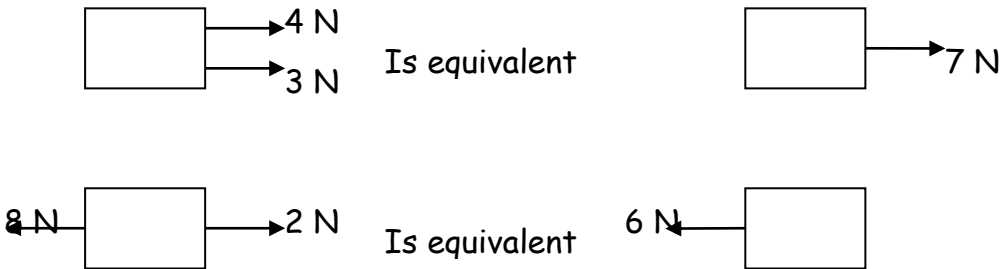 4 N
3 N
Is equivalent
7 N
8 N
2 N
Is equivalent
6 N